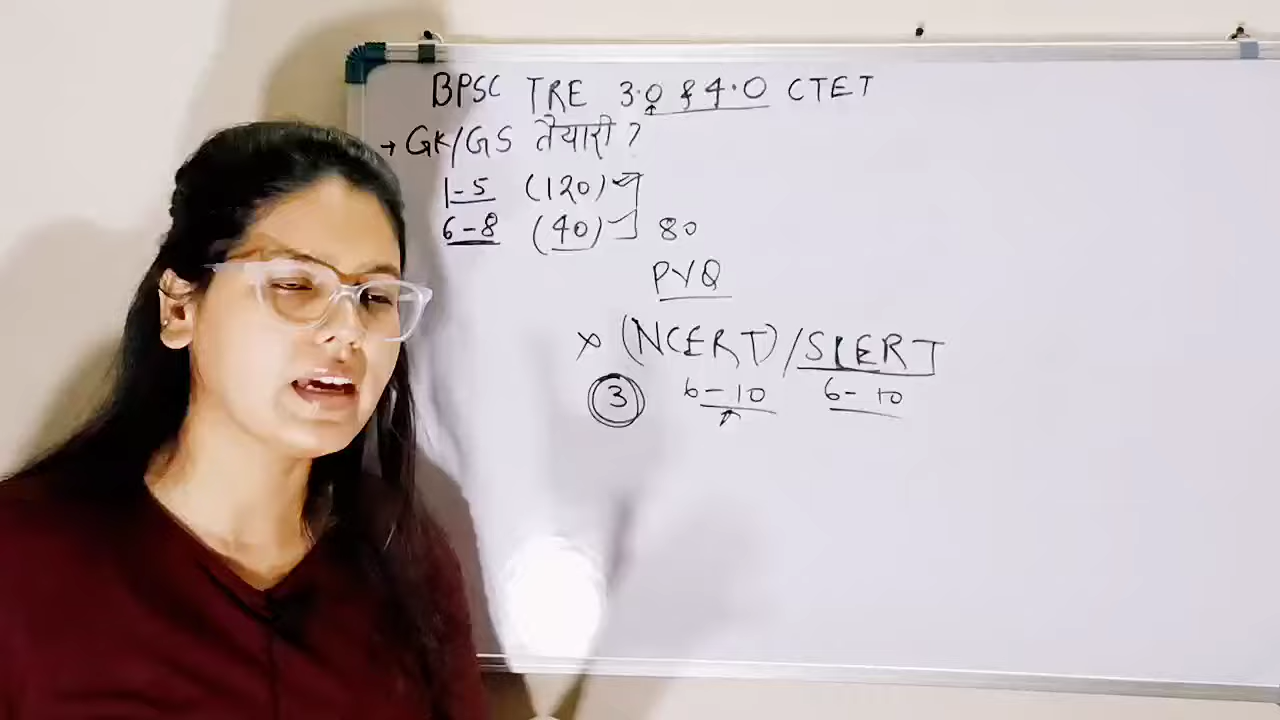 BPSC TRE 3.0 & 4.0 CTET
→ GK/GS तैयारी ?
1-5 (120)
6-8 (40) 80
PYQ
(NCERT) / SCERT
3 6-10 6-10